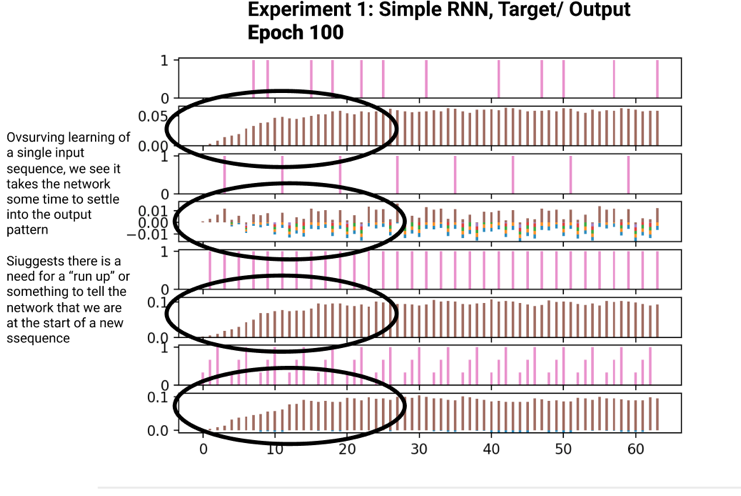 Experiment 1: Simple RNN, Target/ Output
Epoch 100
Ovsurving learning of
a single input
sequence, we see it
takes the network
some time to settle
into the output
pattern
Siuggests there is a
need for a “run up” or
something to tell the
network that we are
at the start of a new
ssequence
1
0
0.05
0.00
1
0
0.01
0.00
−0.01
1
0
0.1
0.0
1
0
0.1
0.0
0 10 20 30 40 50 60